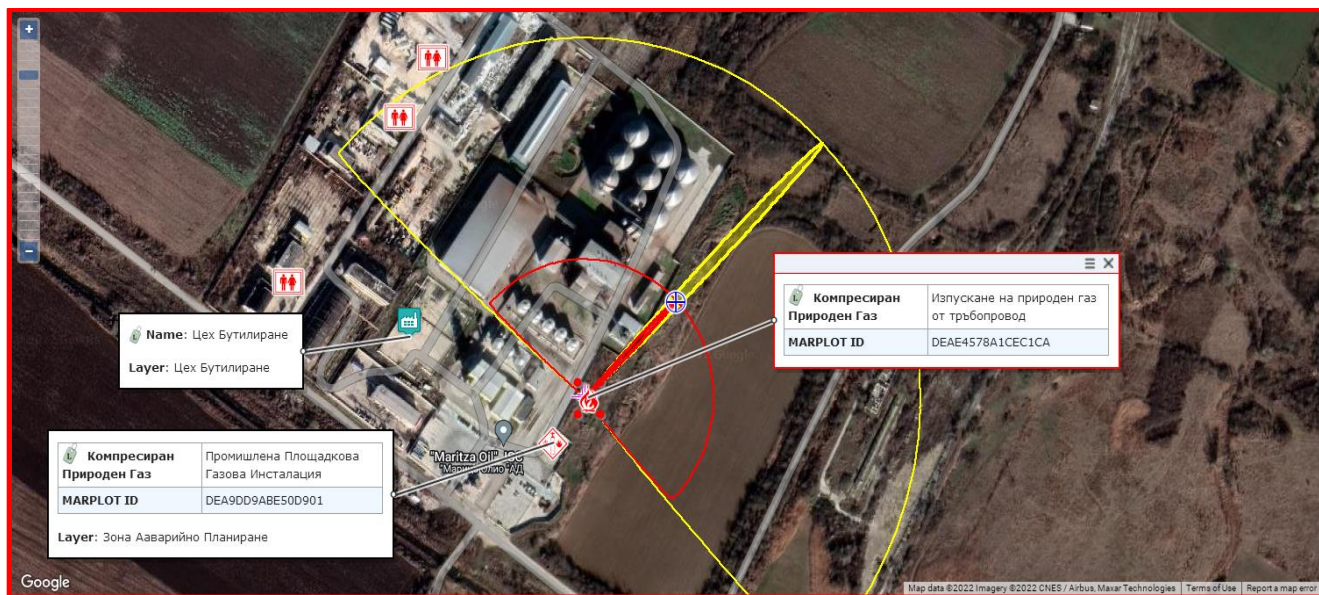 Компресиран
Природен Газ
Изпускане на природен газ
от тръбопровод
MARPLOT ID
DEAE4578A1CEC1CA
Name: Цех Бутилиране
Layer: Цех Бутилиране
"Maritza Oil" JSC
Компресиран
Природен Газ
Промишлена Площадкова
Газова Инсталация
MARPLOT ID
DEA9DD9ABE50D901
Layer: Зона Ааварийно Планиране
Google
Map data ©2022 Imagery ©2022 CNES / Airbus, Maxar Technologies
Terms of Use
Report a map error